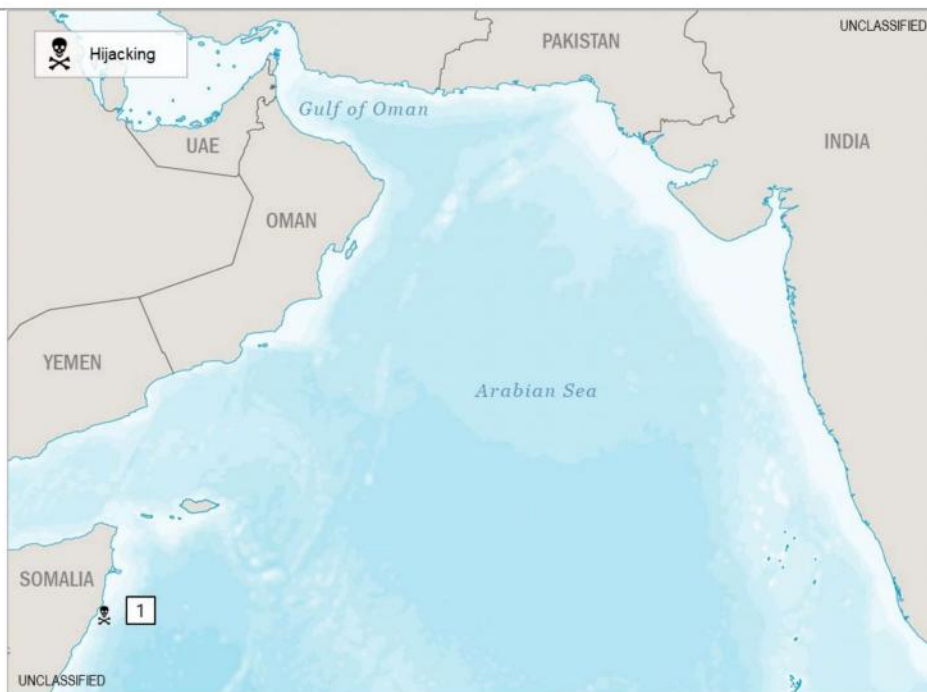 UNCLASSIFIED
Hijacking
PAKISTAN
Gulf of Oman
UAE
INDIA
OMAN
YEMEN
Arabian Sea
SOMALIA
1
UNCLASSIFIED